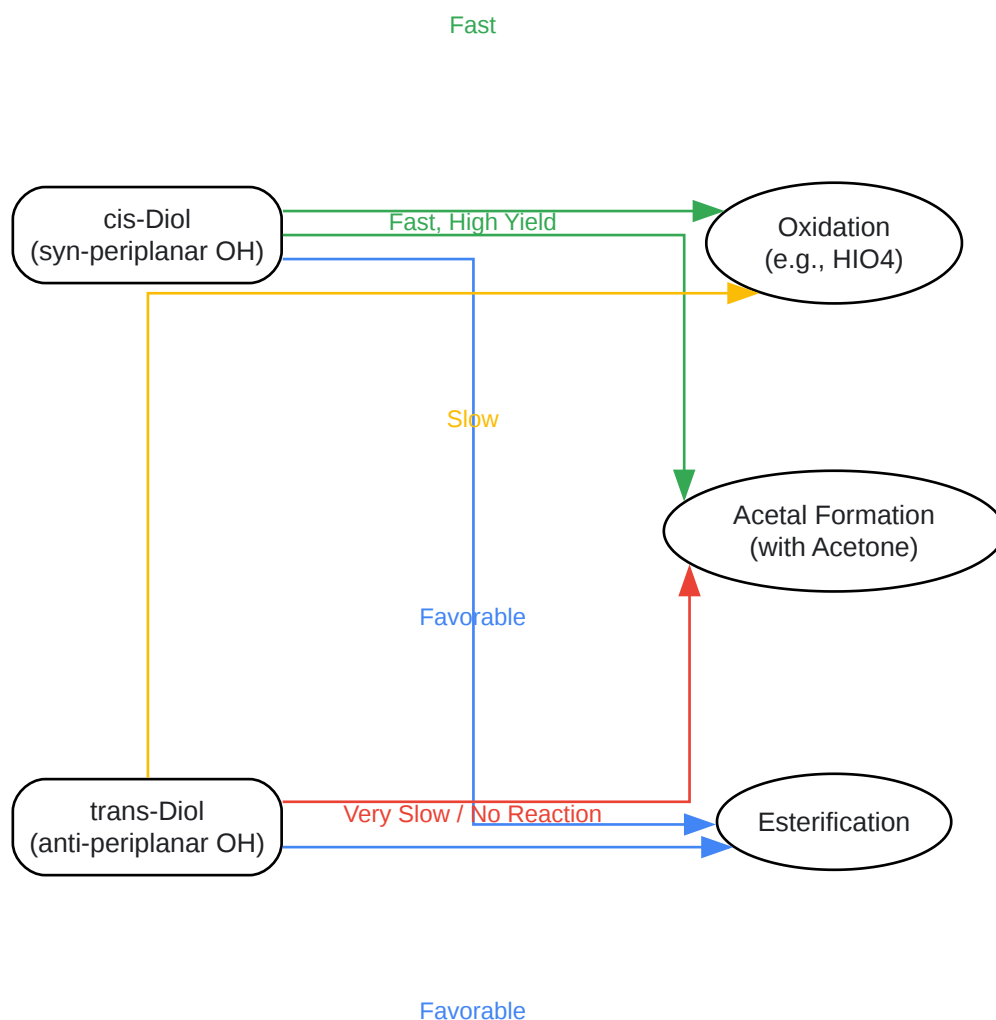 Fast
cis-Diol
(syn-periplanar OH)
Fast, High Yield
Oxidation
(e.g., HIO4)
Slow
Acetal Formation
(with Acetone)
Favorable
trans-Diol
(anti-periplanar OH)
Very Slow / No Reaction
Esterification
Favorable